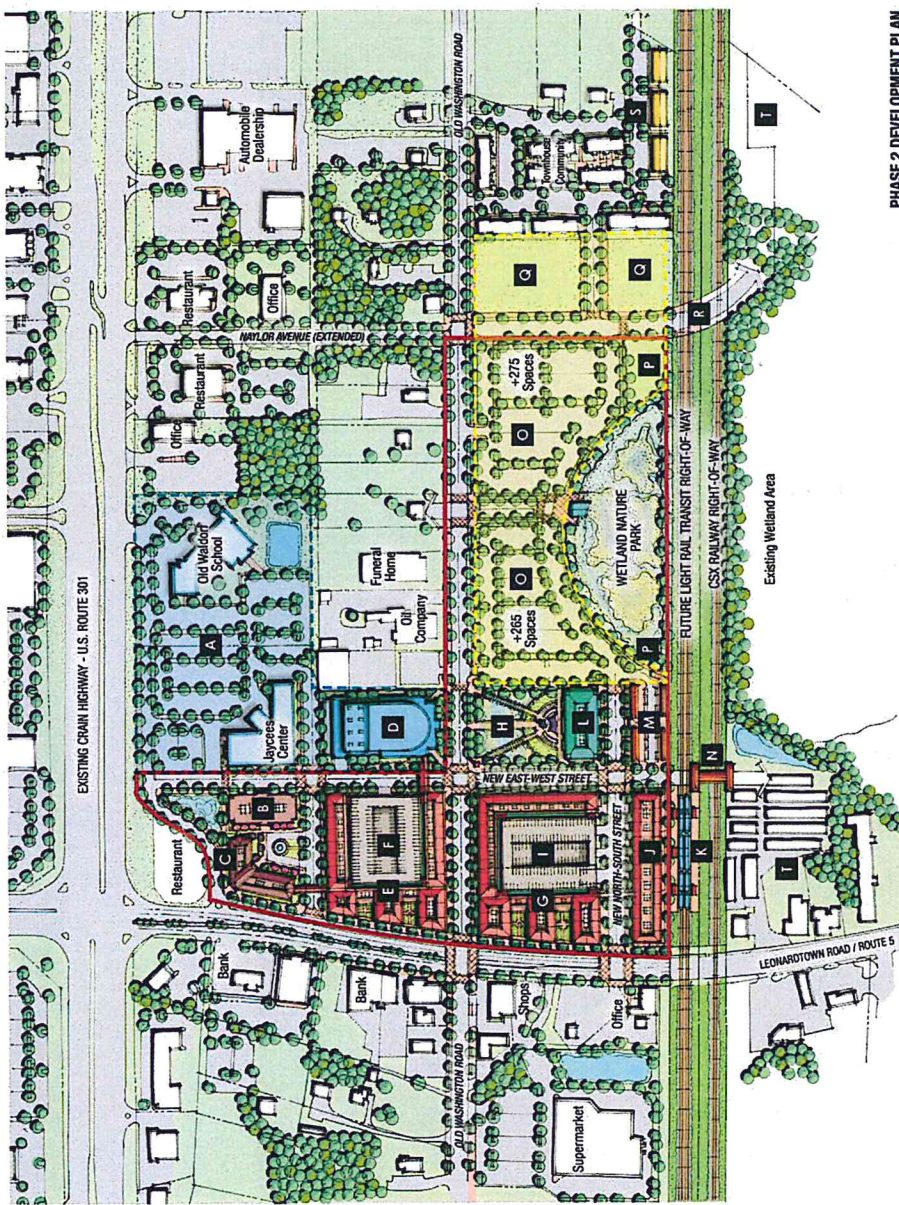 EXISTING CRAIN HIGHWAY - U.S. ROUTE 301
Automobile
Dealership
Restaurant
Office
NAYLOR AVENUE (EXTENDED)
Restaurant
Office
Old Waldorf
School
A
Jaycees
Center
Restaurant
C
B
Bank
Bank
Funeral
Home
Oil
Company
D
F
E
OLD WASHINGTON ROAD
OLD WASHINGTON ROAD
NEW EAST-WEST STREET
Townhouse
Community
S
Q
Q
+275
Spaces
O
P
O
+265
Spaces
P
WETLAND NATURE
PARK
H
L
M
I
G
NEW NORTH-SOUTH STREET
J
K
N
Shops
Office
Supermarket
R
T
FUTURE LIGHT RAIL TRANSIT RIGHT-OF-WAY
CSX RAILWAY RIGHT-OF-WAY
Existing Wetland Area
T
LEONARDTOWN ROAD / ROUTE 5
PHASE 2 DEVELOPMENT PLAN